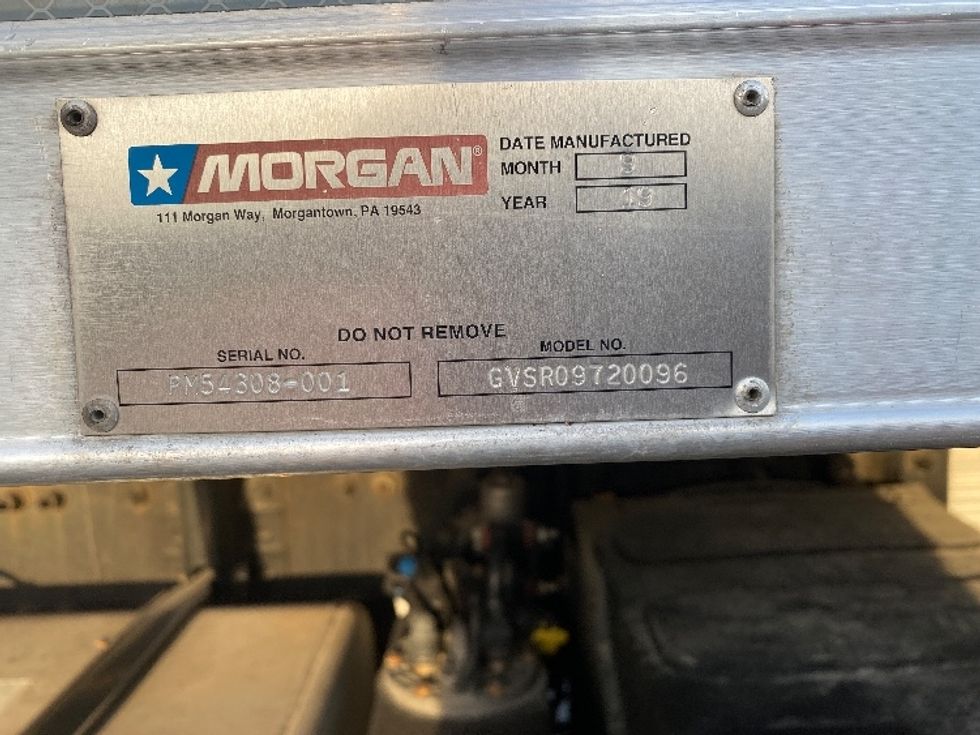 MORGAN®
111 Morgan Way, Morgantown, PA 19543
DATE MANUFACTURED
MONTH
YEAR 19
DO NOT REMOVE
SERIAL NO.
PM54308-001
MODEL NO.
GVSR09720096